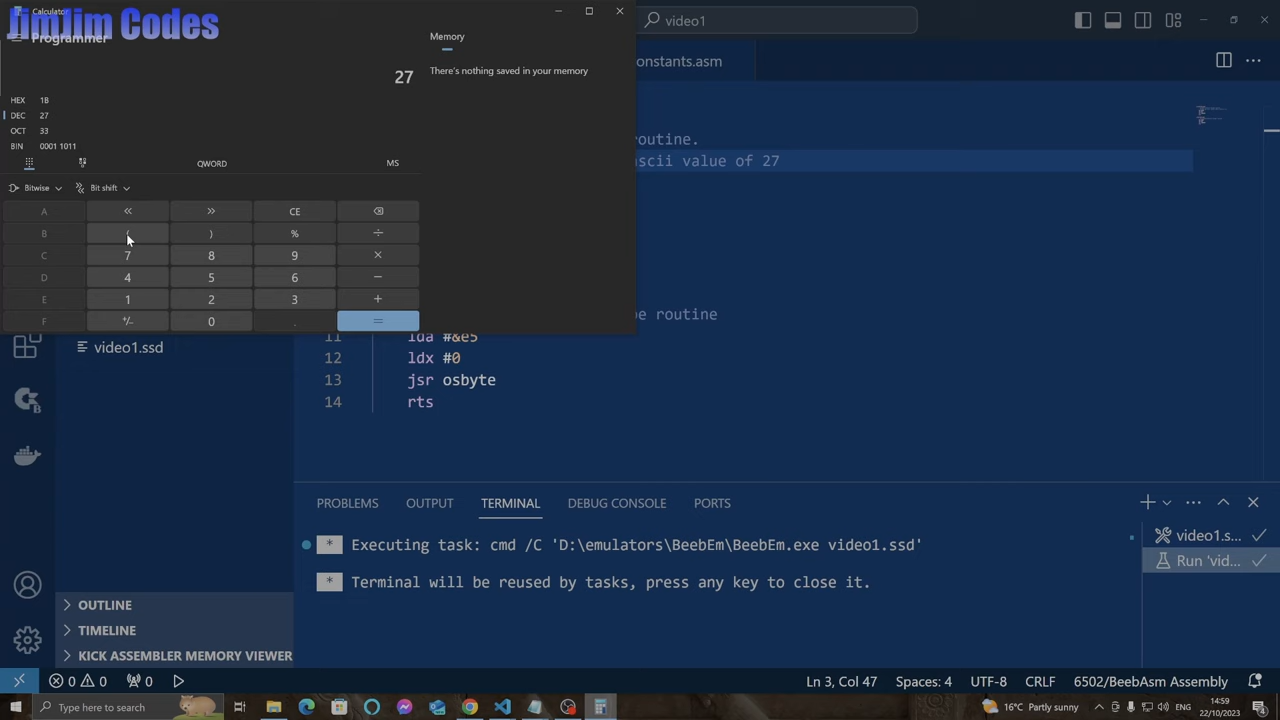 Calculator
Jimlim Codes
video1
Programmer
Memory
onstants.asm
There's nothing saved in your memory
27
HEX 1B
DEC 27
OCT 33
BIN 0001 1011
outine.
scii value of 27
QWORD
MS
Bitwise
Bit shift
A « » CE
B ( ) % ÷
C 7 8 9 ×
D 4 5 6 −
E 1 2 3 +
F +/− 0 . =
e routine
11 lda #&e5
video1.ssd
12 ldx #0
13 jsr osbyte
14 rts
PROBLEMS OUTPUT TERMINAL DEBUG CONSOLE PORTS
* Executing task: cmd /C 'D:\emulators\BeebEm\BeebEm.exe video1.ssd'
video1.s...
* Terminal will be reused by tasks, press any key to close it.
Run 'vid...
OUTLINE
TIMELINE
KICK ASSEMBLER MEMORY VIEWER
0 0 0
Ln 3, Col 47 Spaces: 4 UTF-8 CRLF 6502/BeebAsm Assembly
Type here to search
16°C Partly sunny
14:59
22/10/2023